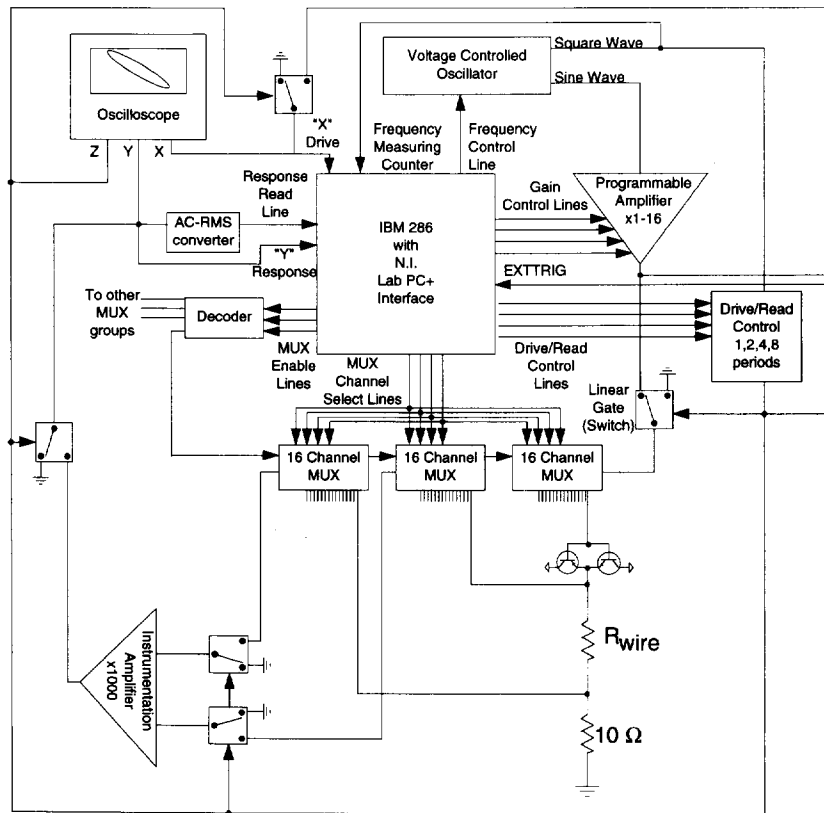 Square Wave
Voltage Controllied
Oscillator
Sine Wave
Oscilloscope
Z
Y
X
"X"
Drive
Frequency
Measuring
Counter
Frequency
Control
Line
Response
Read
Line
AC-RMS
converter
"Y"
Response
IBM 286
with
N.I.
Lab PC+
Interface
Gain
Control Lines
Programmable
Amplifier
x1-16
EXTTRIG
To other
MUX
groups
Decoder
Drive/Read
Control
1,2,4,8
periods
MUX
Enable
Lines
MUX
Channel
Select Lines
Drive/Read
Control
Lines
Linear
Gate
(Switch)
16 Channel
MUX
16 Channel
MUX
16 Channel
MUX
Instrumentation
Amplifier
x1000
Rwire
10 Ω